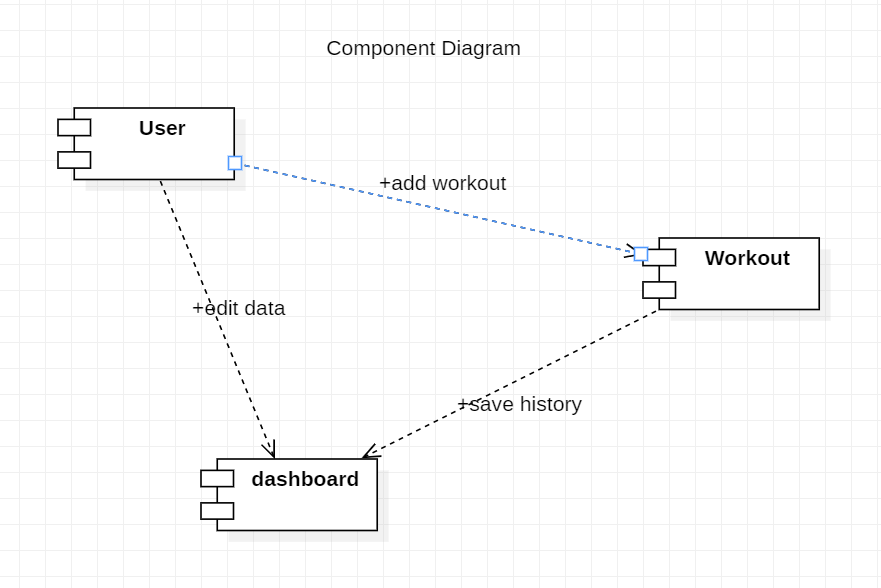 Component Diagram
User
+add workout
Workout
+edit data
+save history
dashboard